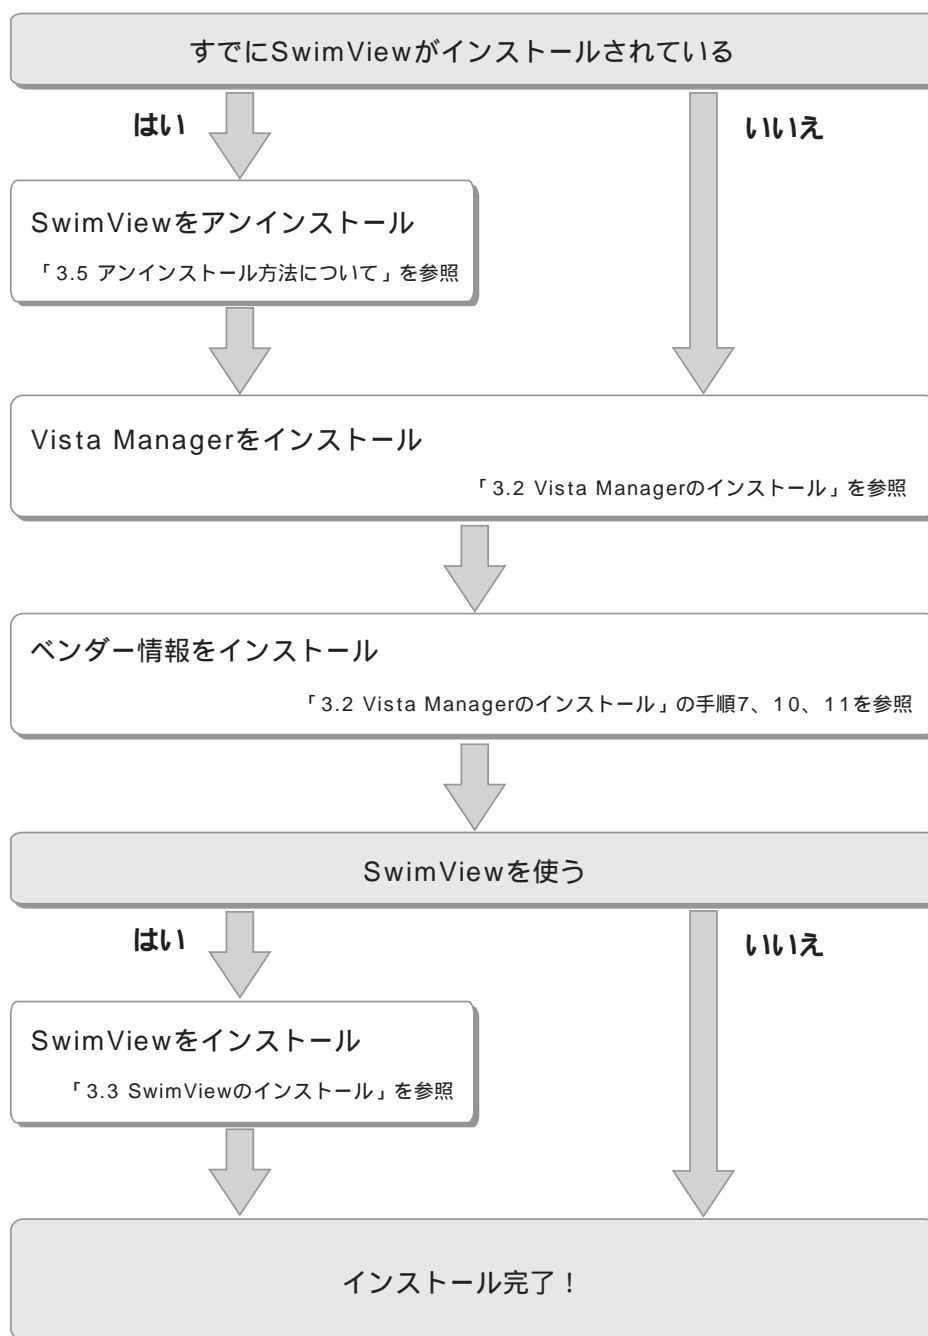 すでにSwimViewがインストールされている
はい
いいえ
SwimViewをアンインストール
「3.5 アンインストール方法について」を参照
Vista Managerをインストール
「3.2 Vista Managerのインストール」を参照
ベンダー情報をインストール
「3.2 Vista Managerのインストール」の手順7、10、11を参照
SwimViewを使う
はい
いいえ
SwimViewをインストール
「3.3 SwimViewのインストール」を参照
インストール完了！